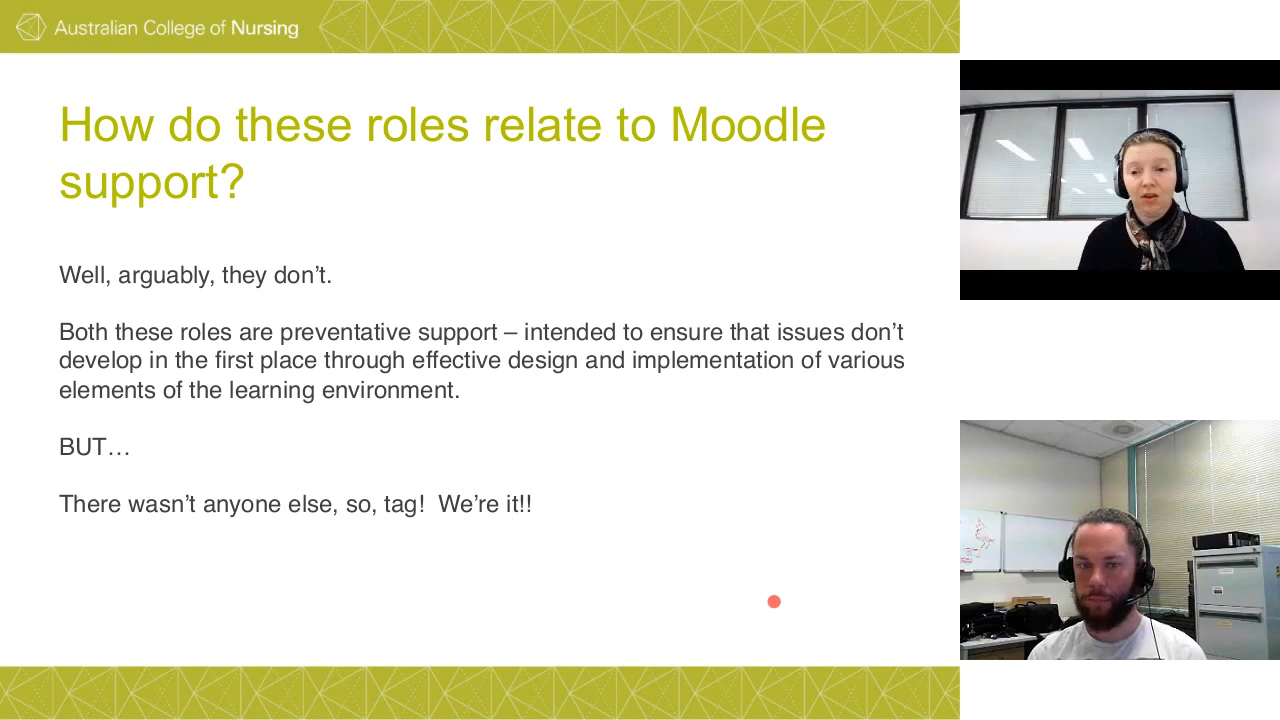 Australian College of Nursing
How do these roles relate to Moodle
support?
Well, arguably, they don’t.
Both these roles are preventative support – intended to ensure that issues don’t
develop in the first place through effective design and implementation of various
elements of the learning environment.
BUT…
There wasn’t anyone else, so, tag!  We’re it!!